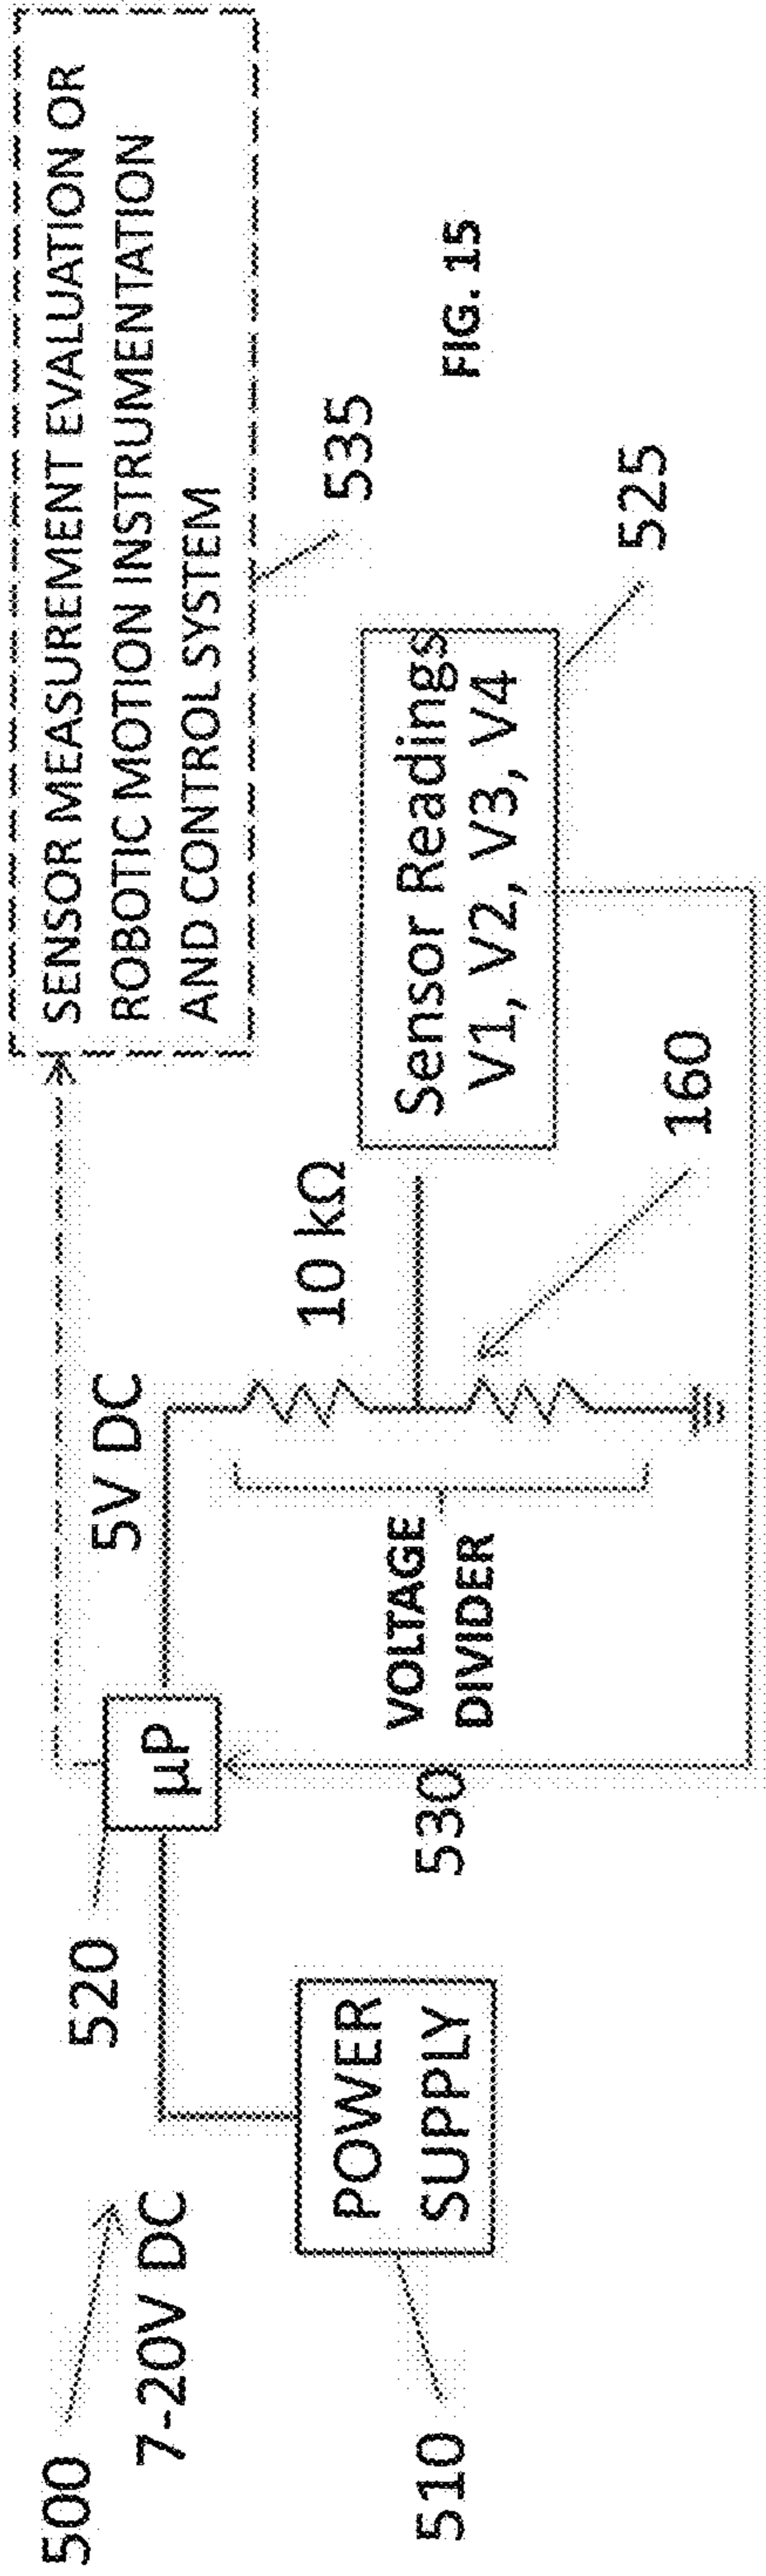 500
7-20V DC
510
POWER
SUPPLY
520
µP
530
5V DC
VOLTAGE
DIVIDER
10 kΩ
160
Sensor Readings
V1, V2, V3, V4
525
SENSOR MEASUREMENT EVALUATION OR
ROBOTIC MOTION INSTRUMENTATION
AND CONTROL SYSTEM
535
FIG. 15